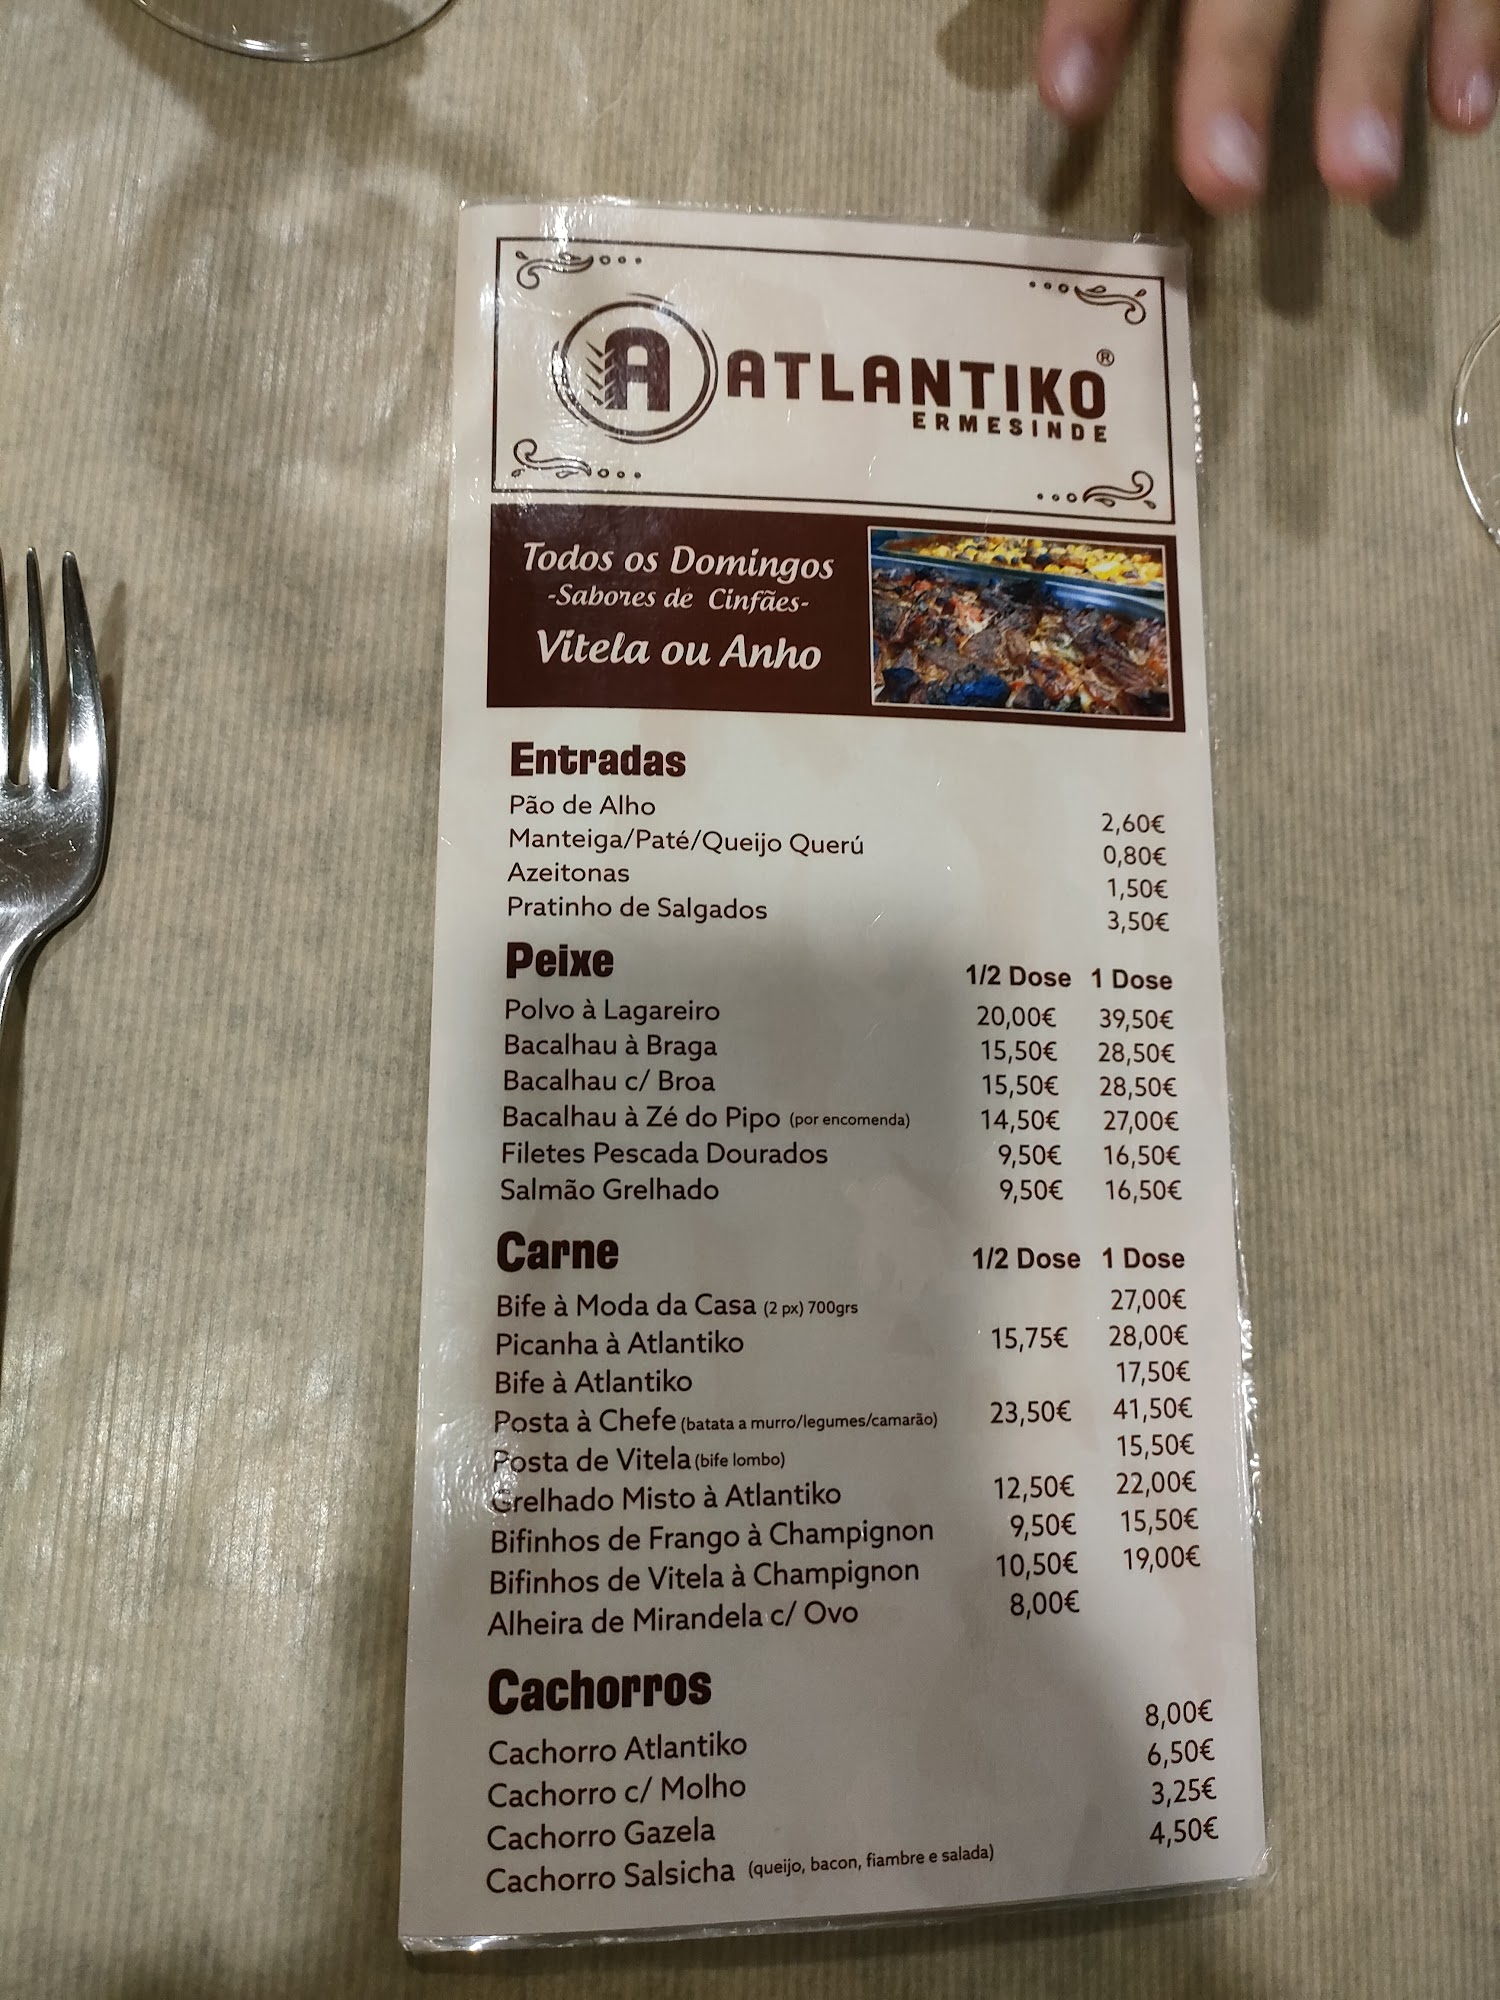 A ATLANTIKO®
ERMESINDE
Todos os Domingos
-Sabores de Cinfães-
Vitela ou Anho
Entradas
Pão de Alho 2,60€
Manteiga/Paté/Queijo Querú 0,80€
Azeitonas 1,50€
Pratinho de Salgados 3,50€
Peixe 1/2 Dose 1 Dose
Polvo à Lagareiro 20,00€ 39,50€
Bacalhau à Braga 15,50€ 28,50€
Bacalhau c/ Broa 15,50€ 28,50€
Bacalhau à Zé do Pipo (por encomenda) 14,50€ 27,00€
Filetes Pescada Dourados 9,50€ 16,50€
Salmão Grelhado 9,50€ 16,50€
Carne 1/2 Dose 1 Dose
Bife à Moda da Casa (2 px) 700grs 27,00€
Picanha à Atlantiko 15,75€ 28,00€
Bife à Atlantiko 17,50€
Posta à Chefe (batata a murro/legumes/camarão) 23,50€ 41,50€
Posta de Vitela (bife lombo) 15,50€
Grelhado Misto à Atlantiko 12,50€ 22,00€
Bifinhos de Frango à Champignon 9,50€ 15,50€
Bifinhos de Vitela à Champignon 10,50€ 19,00€
Alheira de Mirandela c/ Ovo 8,00€
Cachorros
Cachorro Atlantiko 8,00€
Cachorro c/ Molho 6,50€
Cachorro Gazela 3,25€
Cachorro Salsicha (queijo, bacon, fiambre e salada) 4,50€